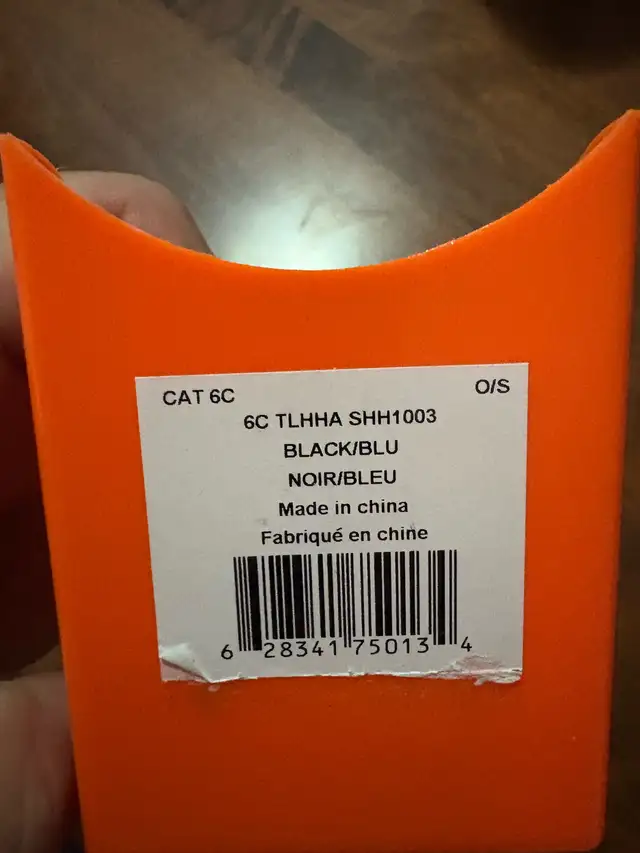 CAT 6C O/S
6C TLHHA SHH1003
BLACK/BLU
NOIR/BLEU
Made in china
Fabriqué en chine
6 28341 75013 4